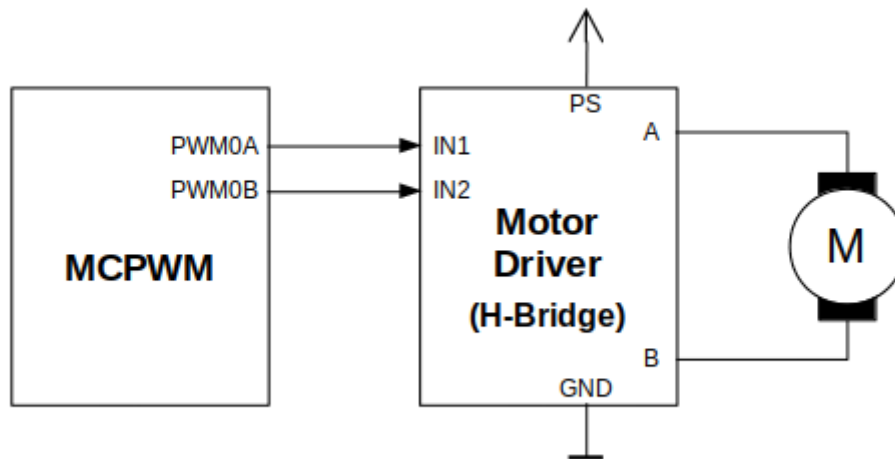 MCPWM
PWM0A
PWM0B
IN1
IN2
PS
Motor
Driver
(H-Bridge)
GND
A
B
M